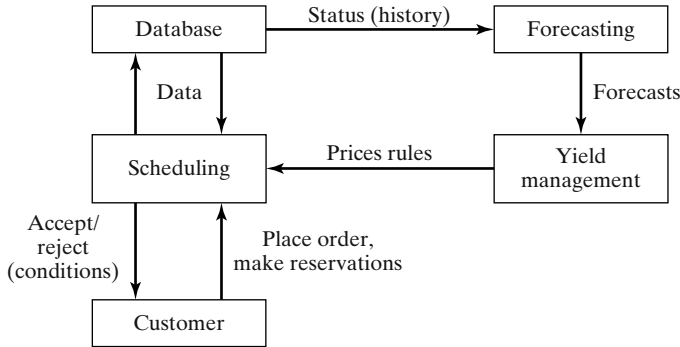 Database
Status (history)
Forecasting
Data
Forecasts
Scheduling
Prices rules
Yield
management
Accept/
reject
(conditions)
Place order,
make reservations
Customer